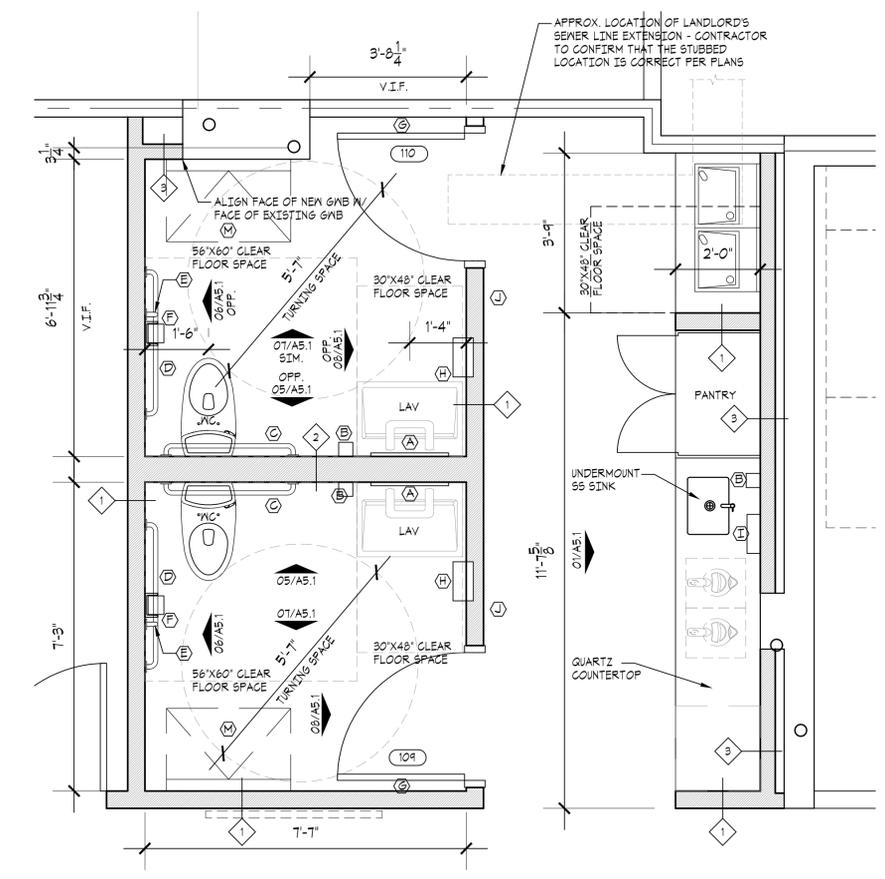 APPROX. LOCATION OF LANDLORD'S
SEWER LINE EXTENSION - CONTRACTOR
TO CONFIRM THAT THE STUBBED
LOCATION IS CORRECT PER PLANS
3'-8 1/4"
V.I.F.
G
110
3 1/4"
3
ALIGN FACE OF NEW GWB W/
FACE OF EXISTING GWB
M
56"X60" CLEAR
FLOOR SPACE
5'-7"
TURNING SPACE
30"X48" CLEAR
FLOOR SPACE
3'-9"
30"X48" CLEAR
FLOOR SPACE
2'-0"
E
06/A5.1
OPP.
J
6'-11 3/4"
V.I.F.
F
1'-6"
07/A5.1
SIM.
OPP.
08/A5.1
1'-4"
OPP.
05/A5.1
D
H
1
PANTRY
WC
LAV
1
3
C
2
B
A
UNDERMOUNT
SS SINK
B
1
WC
C
B
A
LAV
I
01/A5.1
11'-7 5/8"
D
05/A5.1
H
F
07/A5.1
J
7'-3"
06/A5.1
E
5'-7"
TURNING SPACE
30"X48" CLEAR
FLOOR SPACE
56"X60" CLEAR
FLOOR SPACE
QUARTZ
COUNTERTOP
M
08/A5.1
109
3
G
1
1
7'-7"